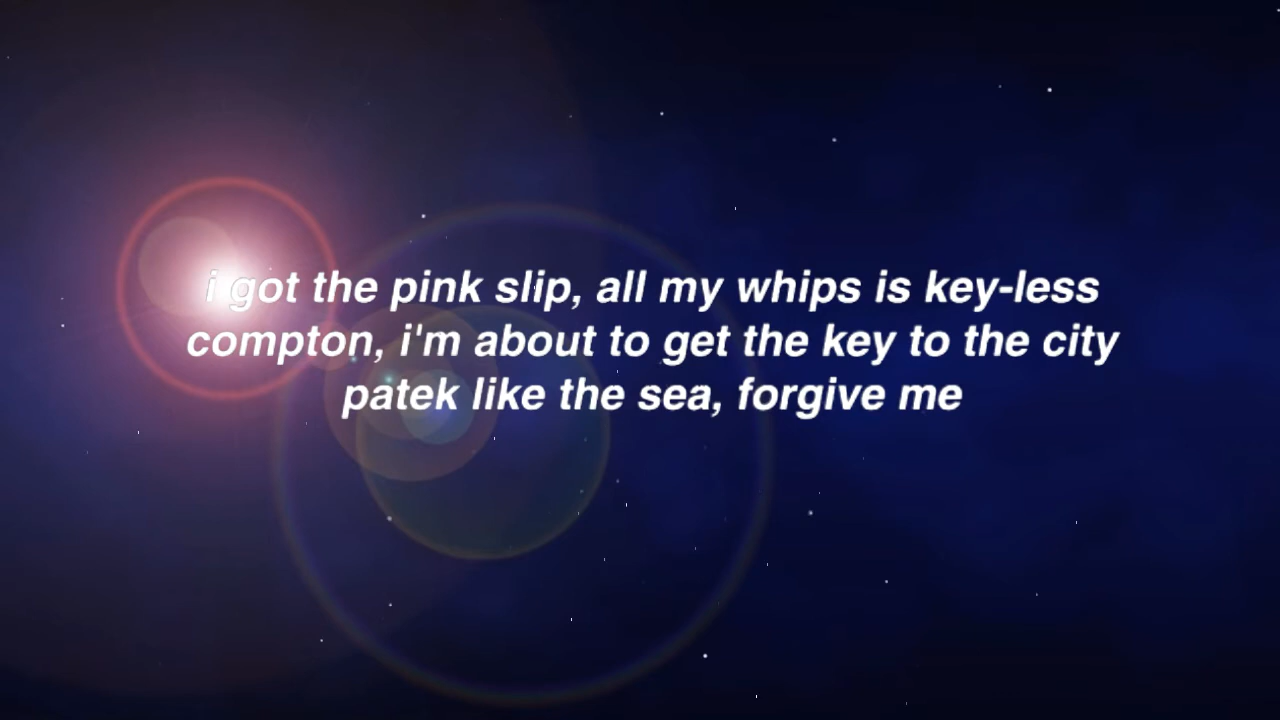 i got the pink slip, all my whips is key-less
compton, i'm about to get the key to the city
patek like the sea, forgive me